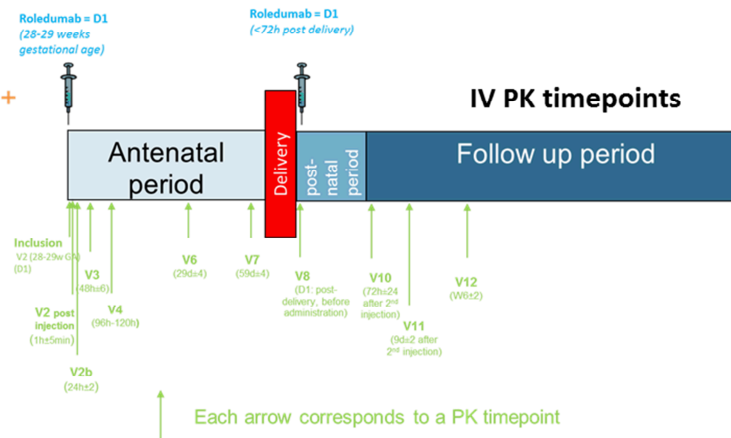 Roledumab = D1
(28-29 weeks
gestational age)
Roledumab = D1
(<72h post delivery)
+
IV PK timepoints
Antenatal
period
Delivery
post-
natal
period
Follow up period
Inclusion
V2 (28-29w GA)
(D1)
V2 post
injection
(1h±5min)
V2b
(24h±2)
V3
(48h±6)
V4
(96h-120h)
V6
(29d±4)
V7
(59d±4)
V8
(D1: post-
delivery, before
administration)
V10
(72h±24
after 2nd
injection)
V11
(9d±2 after
2nd injection)
V12
(W6±2)
Each arrow corresponds to a PK timepoint